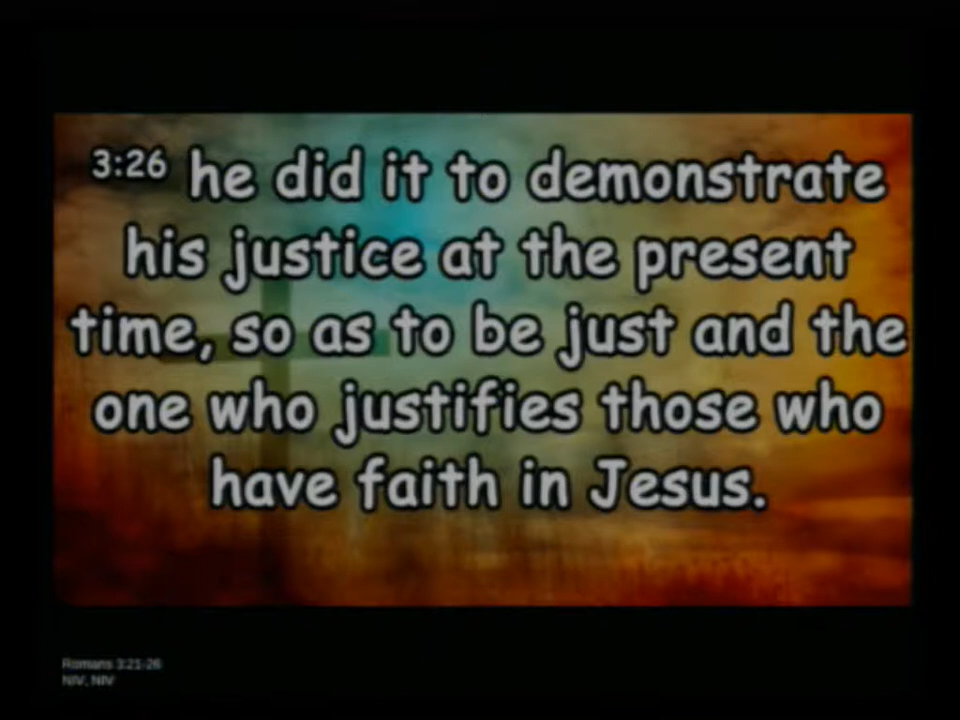 3:26 he did it to demonstrate
his justice at the present
time, so as to be just and the
one who justifies those who
have faith in Jesus.
Romans 3:21-26
NIV, NIV